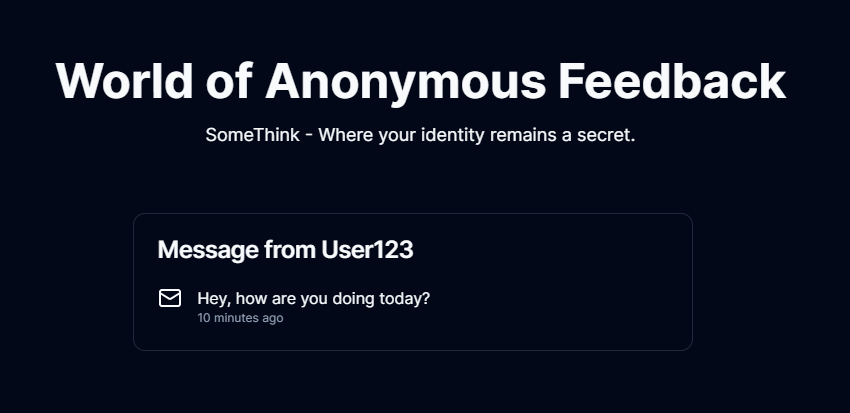 World of Anonymous Feedback
SomeThink - Where your identity remains a secret.
Message from User123
Hey, how are you doing today?
10 minutes ago